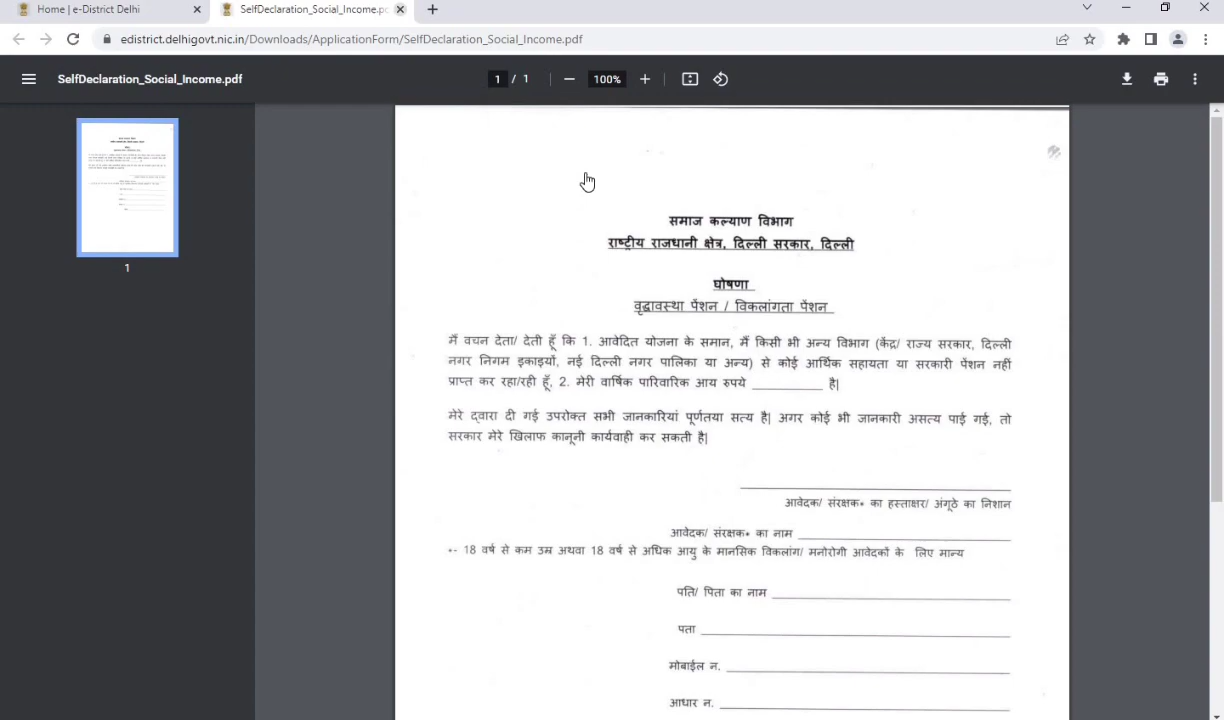 Home | e-District Delhi
SelfDeclaration_Social_Income.pd
edistrict.delhigovt.nic.in/Downloads/ApplicationForm/SelfDeclaration_Social_Income.pdf
SelfDeclaration_Social_Income.pdf
1 / 1
100%
1
समाज कल्याण विभाग
राष्ट्रीय राजधानी क्षेत्र, दिल्ली सरकार, दिल्ली
घोषणा
वृद्धावस्था पेंशन / विकलांगता पेंशन
मैं वचन देता/ देती हूँ कि 1. आवेदित योजना के समान, मैं किसी भी अन्य विभाग (केंद्र/ राज्य सरकार, दिल्ली
नगर निगम इकाइयों, नई दिल्ली नगर पालिका या अन्य) से कोई आर्थिक सहायता या सरकारी पेंशन नहीं
प्राप्त कर रहा/रही हूँ, 2. मेरी वार्षिक पारिवारिक आय रुपये __________ है|
मेरे द्वारा दी गई उपरोक्त सभी जानकारियां पूर्णतया सत्य है| अगर कोई भी जानकारी असत्य पाई गई, तो
सरकार मेरे खिलाफ कानूनी कार्यवाही कर सकती है|
आवेदक/ संरक्षक* का हस्ताक्षर/ अंगूठे का निशान
आवेदक/ संरक्षक* का नाम
*- 18 वर्ष से कम उम्र अथवा 18 वर्ष से अधिक आयु के मानसिक विकलांग/ मनोरोगी आवेदकों के लिए मान्य
पति/ पिता का नाम
पता
मोबाईल न.
आधार न.